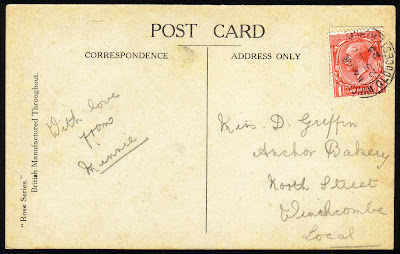 POST CARD
CORRESPONDENCE
ADDRESS ONLY
With love
from
Minnie
Miss. D. Griffin
Anchor Bakery
North Street
Winchcombe
Local
"Rose Series."
British Manufactured Throughout.